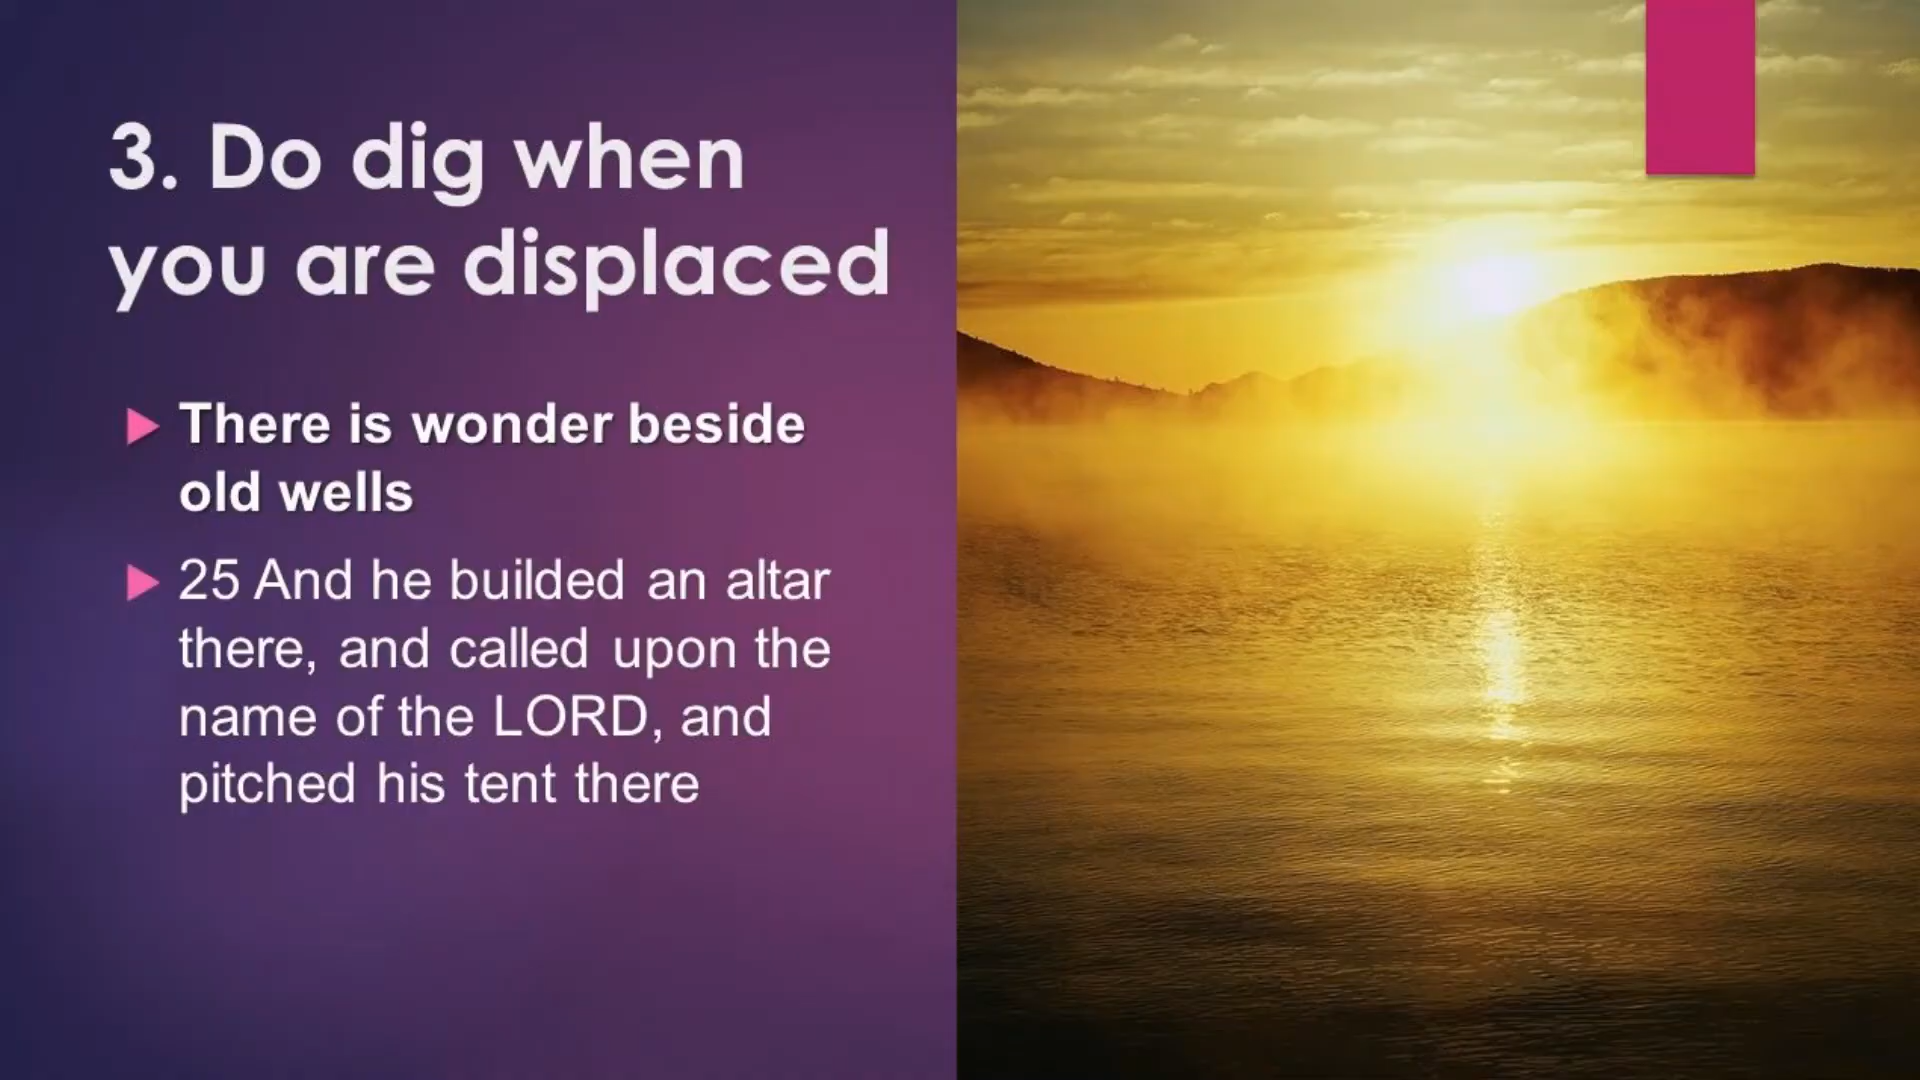 3. Do dig when
you are displaced
There is wonder beside
old wells
25 And he builded an altar
there, and called upon the
name of the LORD, and
pitched his tent there